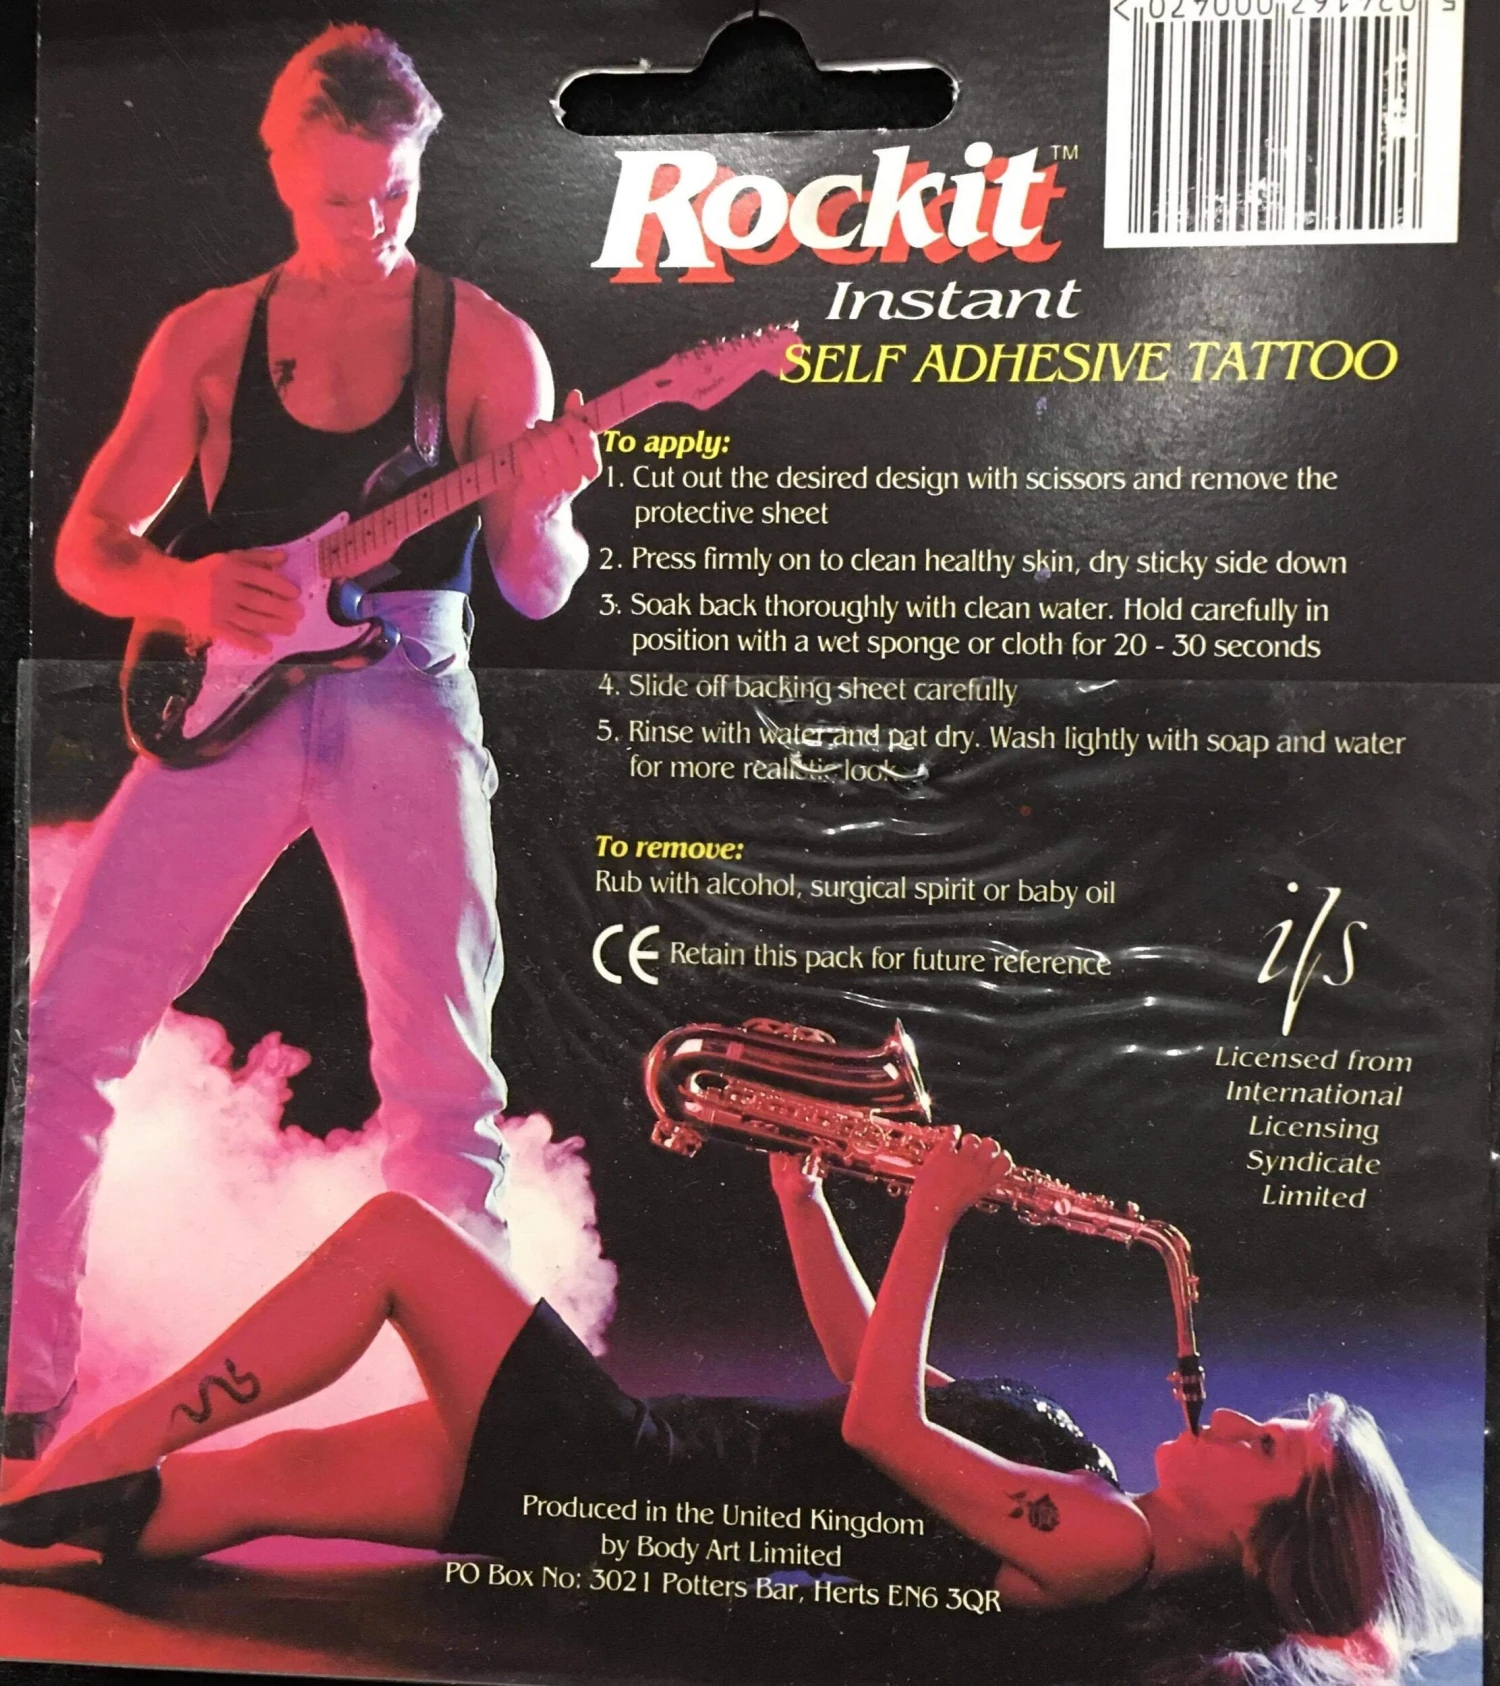 Rockit™
Instant
SELF ADHESIVE TATTOO
To apply:
1. Cut out the desired design with scissors and remove the
protective sheet
2. Press firmly on to clean healthy skin, dry sticky side down
3. Soak back thoroughly with clean water. Hold carefully in
position with a wet sponge or cloth for 20 - 30 seconds
4. Slide off backing sheet carefully
5. Rinse with water and pat dry. Wash lightly with soap and water
for more realistic look
To remove:
Rub with alcohol, surgical spirit or baby oil
CE Retain this pack for future reference
ils
Licensed from
International
Licensing
Syndicate
Limited
Produced in the United Kingdom
by Body Art Limited
PO Box No: 3021 Potters Bar, Herts EN6 3QR